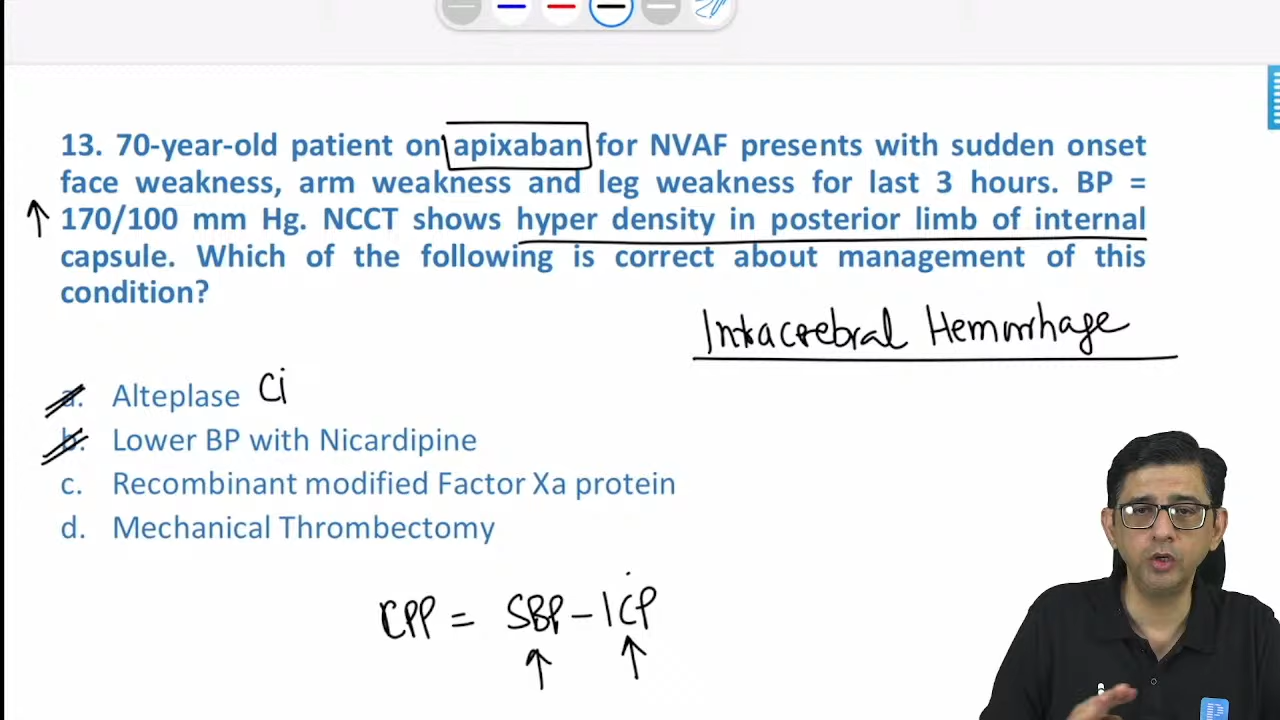 13. 70-year-old patient on apixaban for NVAF presents with sudden onset
face weakness, arm weakness and leg weakness for last 3 hours. BP =
170/100 mm Hg. NCCT shows hyper density in posterior limb of internal
capsule. Which of the following is correct about management of this
condition?
Intracrebral Hemorrhage
a. Alteplase Ci
b. Lower BP with Nicardipine
c. Recombinant modified Factor Xa protein
d. Mechanical Thrombectomy
CPP = SBP - ICP